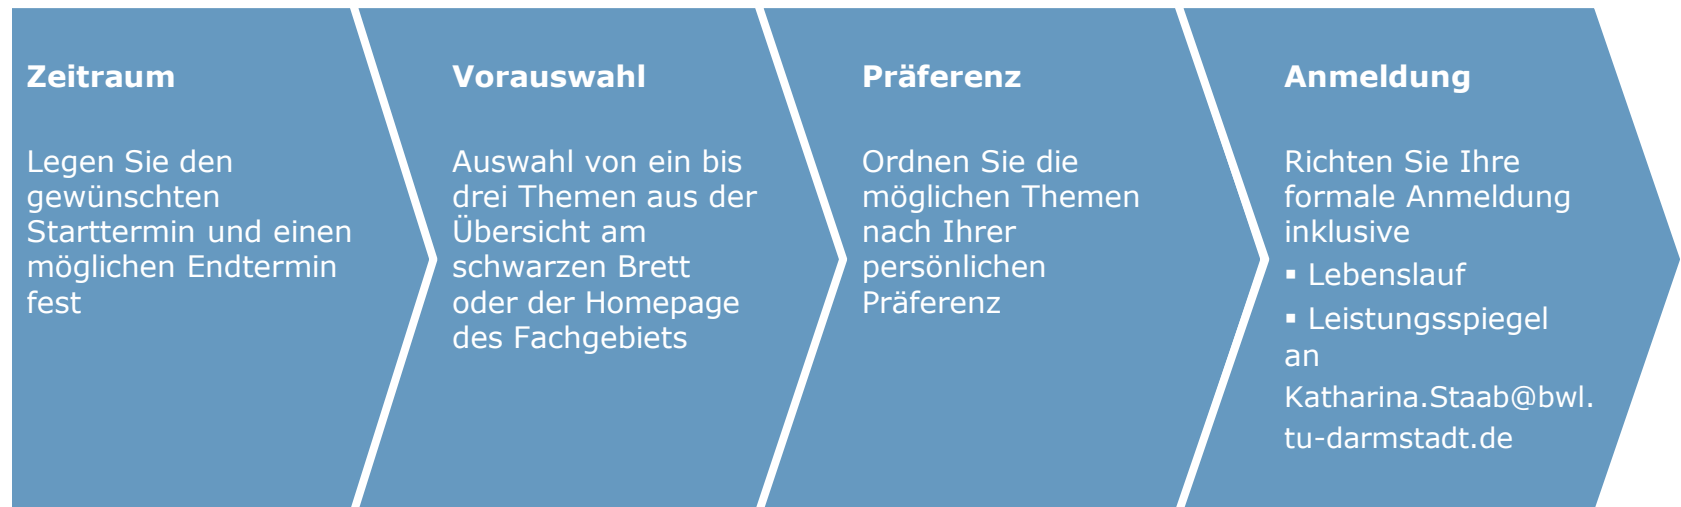 Zeitraum
Legen Sie den
gewünschten
Starttermin und einen
möglichen Endtermin
fest
Vorauswahl
Auswahl von ein bis
drei Themen aus der
Übersicht am
schwarzen Brett
oder der Homepage
des Fachgebiets
Präferenz
Ordnen Sie die
möglichen Themen
nach Ihrer
persönlichen
Präferenz
Anmeldung
Richten Sie Ihre
formale Anmeldung
inklusive
▪ Lebenslauf
▪ Leistungsspiegel
an
Katharina.Staab@bwl.
tu-darmstadt.de